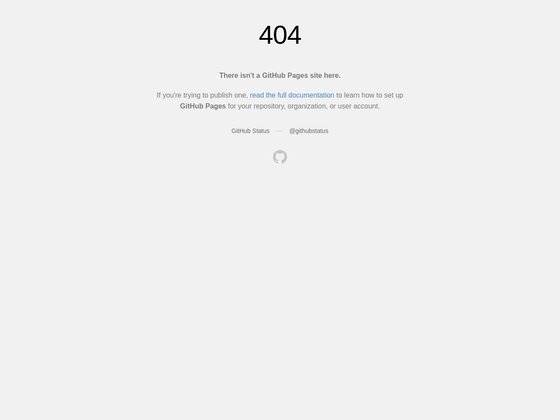 404
There isn't a GitHub Pages site here.
If you're trying to publish one, read the full documentation to learn how to set up
GitHub Pages for your repository, organization, or user account.
GitHub Status — @githubstatus